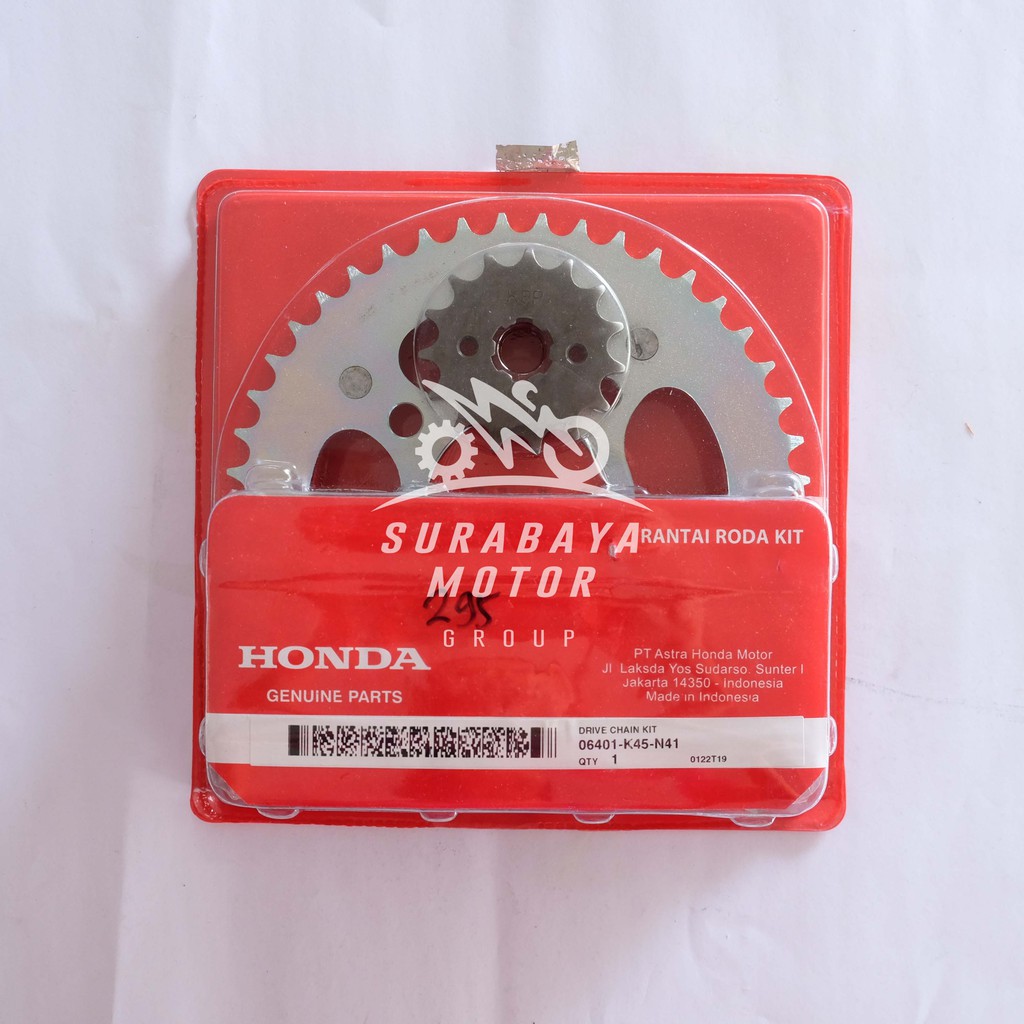 RANTAI RODA KIT
SURABAYA
MOTOR
GROUP
295
HONDA
GENUINE PARTS
PT Astra Honda Motor
Jl Laksda Yos Sudarso. Sunter I
Jakarta 14350 - Indonesia
Made in Indonesia
DRIVE CHAIN KIT
06401-K45-N41
QTY 1
0122T19